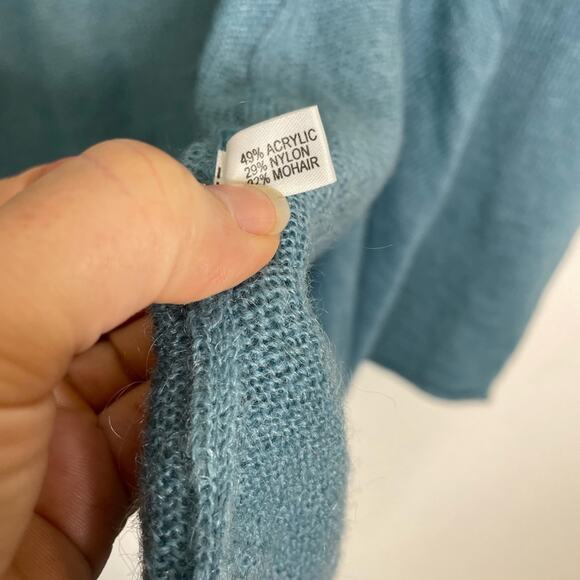 49% ACRYLIC
29% NYLON
22% MOHAIR